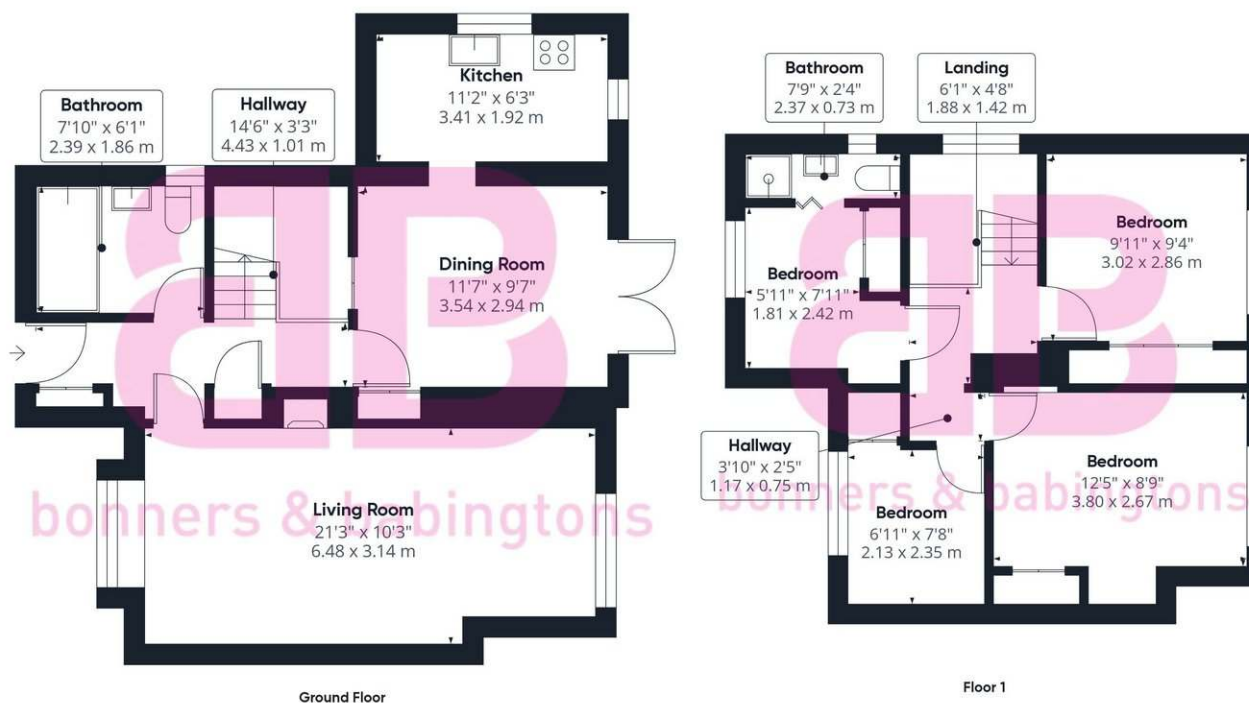 Kitchen
11'2" x 6'3"
3.41 x 1.92 m
Bathroom
7'10" x 6'1"
2.39 x 1.86 m
Hallway
14'6" x 3'3"
4.43 x 1.01 m
Dining Room
11'7" x 9'7"
3.54 x 2.94 m
Living Room
21'3" x 10'3"
6.48 x 3.14 m
aB
bonners & babingtons
Ground Floor
Bathroom
7'9" x 2'4"
2.37 x 0.73 m
Landing
6'1" x 4'8"
1.88 x 1.42 m
Bedroom
9'11" x 9'4"
3.02 x 2.86 m
Bedroom
5'11" x 7'11"
1.81 x 2.42 m
Hallway
3'10" x 2'5"
1.17 x 0.75 m
Bedroom
12'5" x 8'9"
3.80 x 2.67 m
Bedroom
6'11" x 7'8"
2.13 x 2.35 m
aB
bonners & babingtons
Floor 1